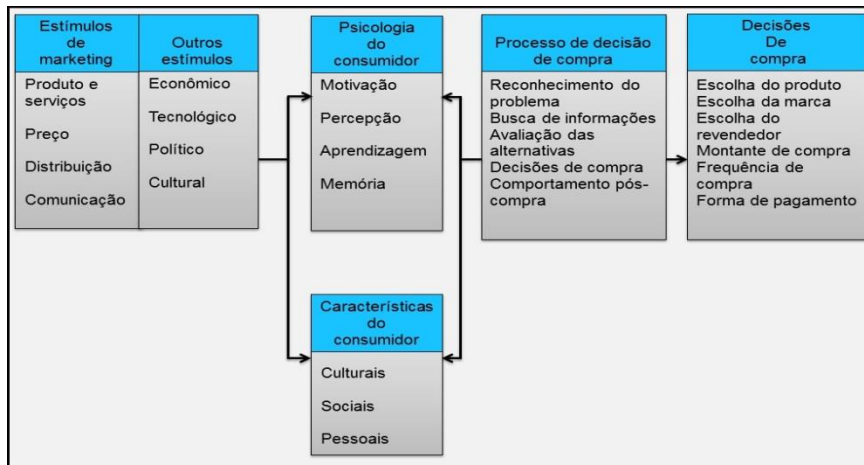 Estímulos
de
marketing
Produto e
serviços
Preço
Distribuição
Comunicação
Outros
estímulos
Econômico
Tecnológico
Político
Cultural
Psicologia
do
consumidor
Motivação
Percepção
Aprendizagem
Memória
Características
do
consumidor
Culturais
Sociais
Pessoais
Processo de decisão
de compra
Reconhecimento do
problema
Busca de informações
Avaliação das
alternativas
Decisões de compra
Comportamento pós-
compra
Decisões
De
compra
Escolha do produto
Escolha da marca
Escolha do
revendedor
Montante de compra
Frequência de
compra
Forma de pagamento